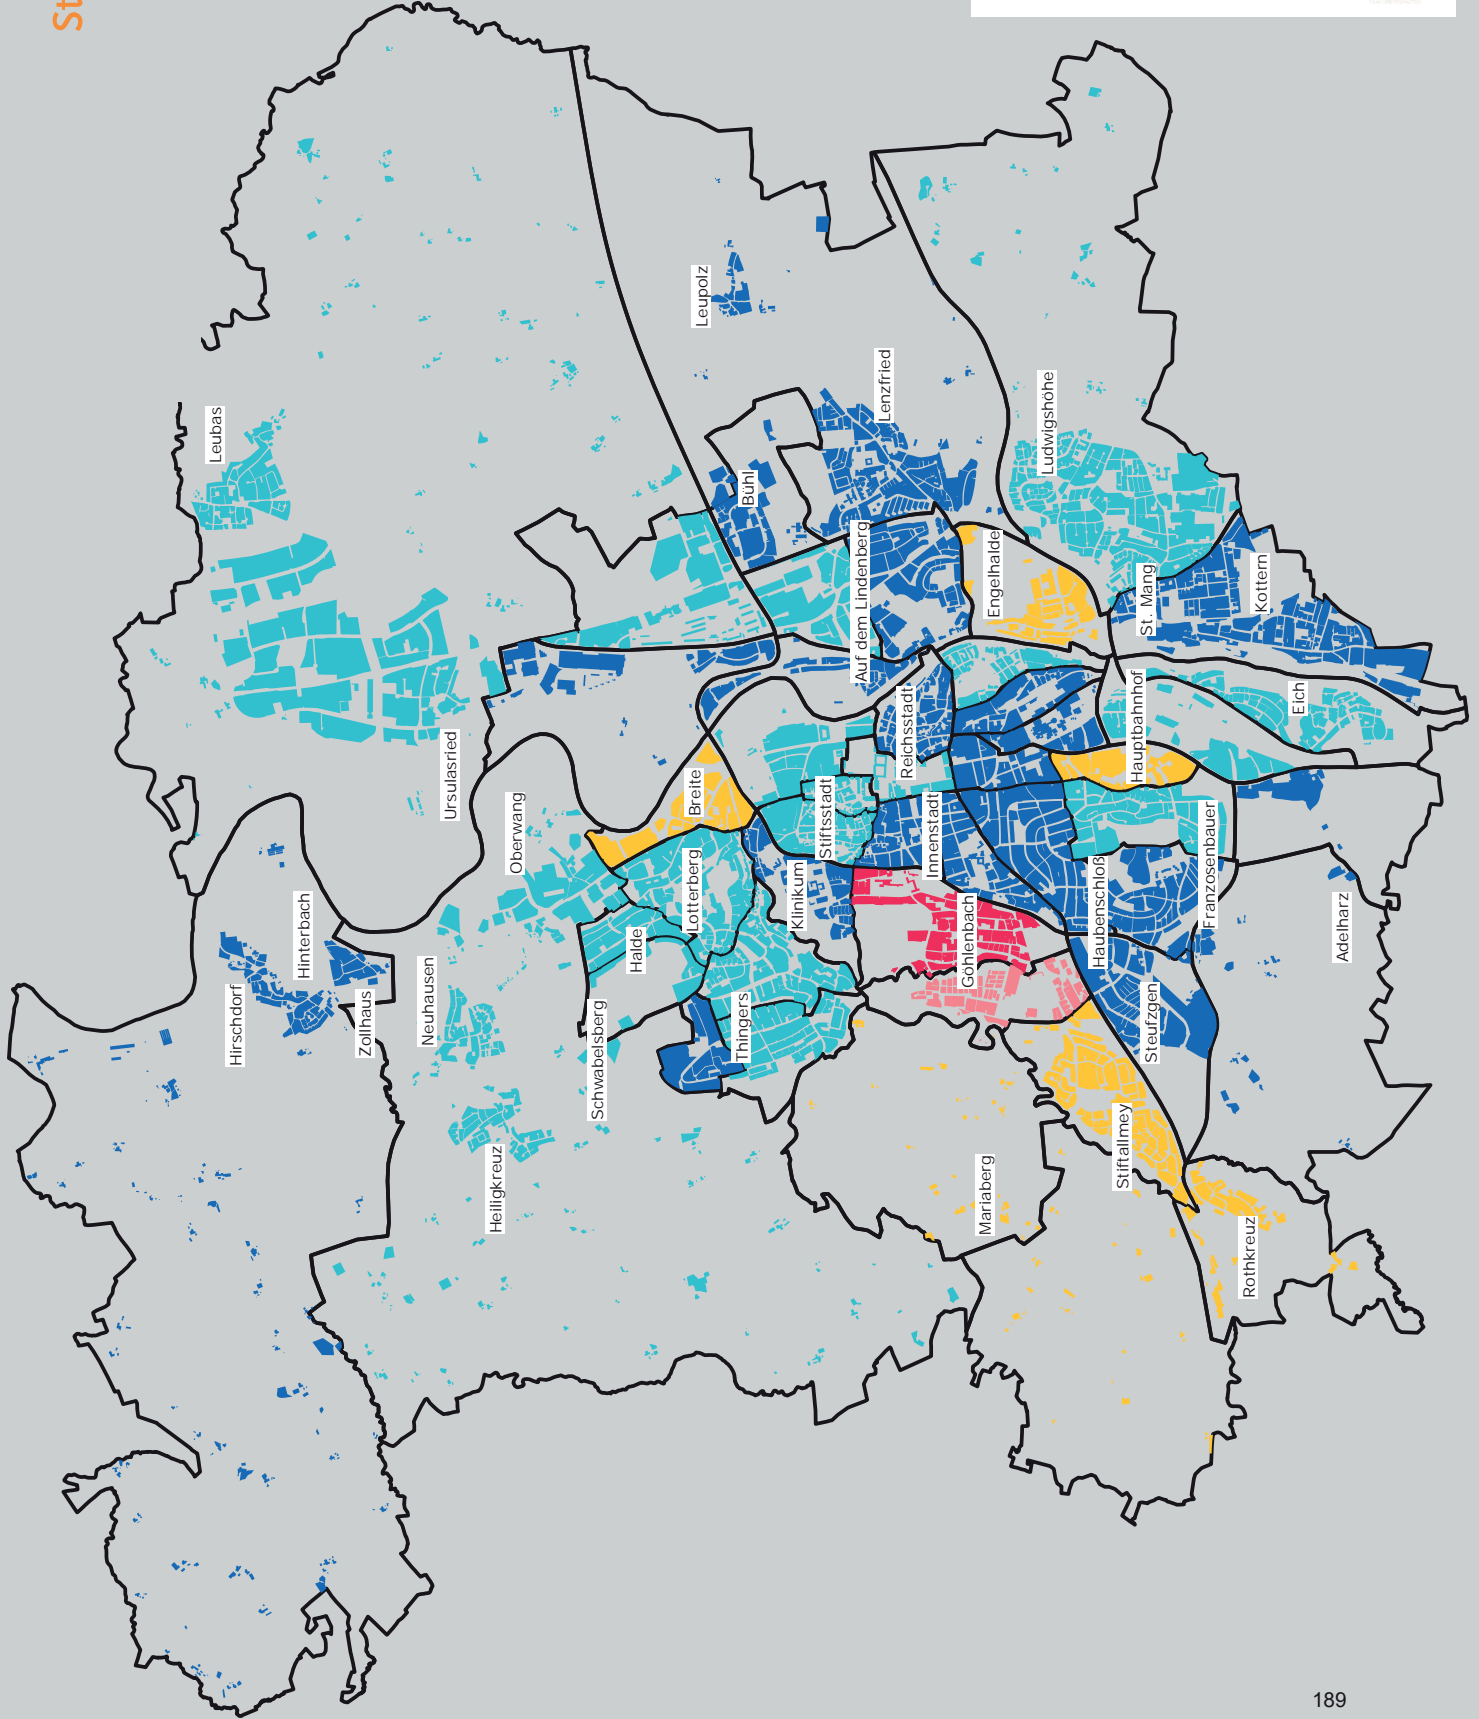 St
Leubas
Leupolz
Lenzfried
Ludwigshöhe
Bühl
Auf dem Lindenberg
Engelhalde
St. Mang
Kottern
Ursulasried
Reichsstadt
Hauptbahnhof
Eich
Breite
Oberwang
Stiftsstadt
Innenstadt
Lotterberg
Klinikum
Franzosenbauer
Haubenschloß
Adelharz
Halde
Göhlenbach
Hinterbach
Hirschdorf
Zollhaus
Neuhausen
Schwabelsberg
Thingers
Steufzgen
Heiligkreuz
Stiftallmey
Mariaberg
Rothkreuz
189